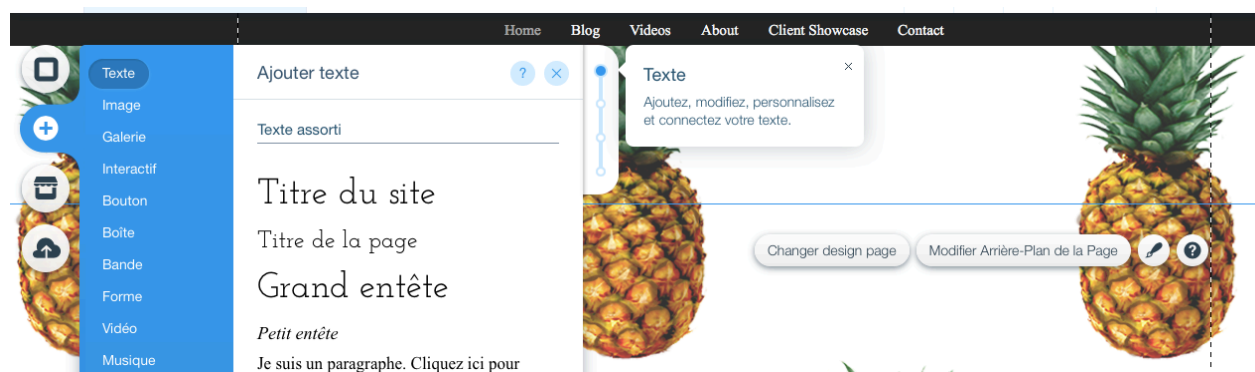 Home Blog Videos About Client Showcase Contact
Texte
Image
Galerie
Interactif
Bouton
Boîte
Bande
Forme
Vidéo
Musique
Ajouter texte ?
Texte assorti
Titre du site
Titre de la page
Grand entête
Petit entête
Je suis un paragraphe. Cliquez ici pour
Texte
Ajoutez, modifiez, personnalisez
et connectez votre texte.
Changer design page Modifier Arrière-Plan de la Page ?